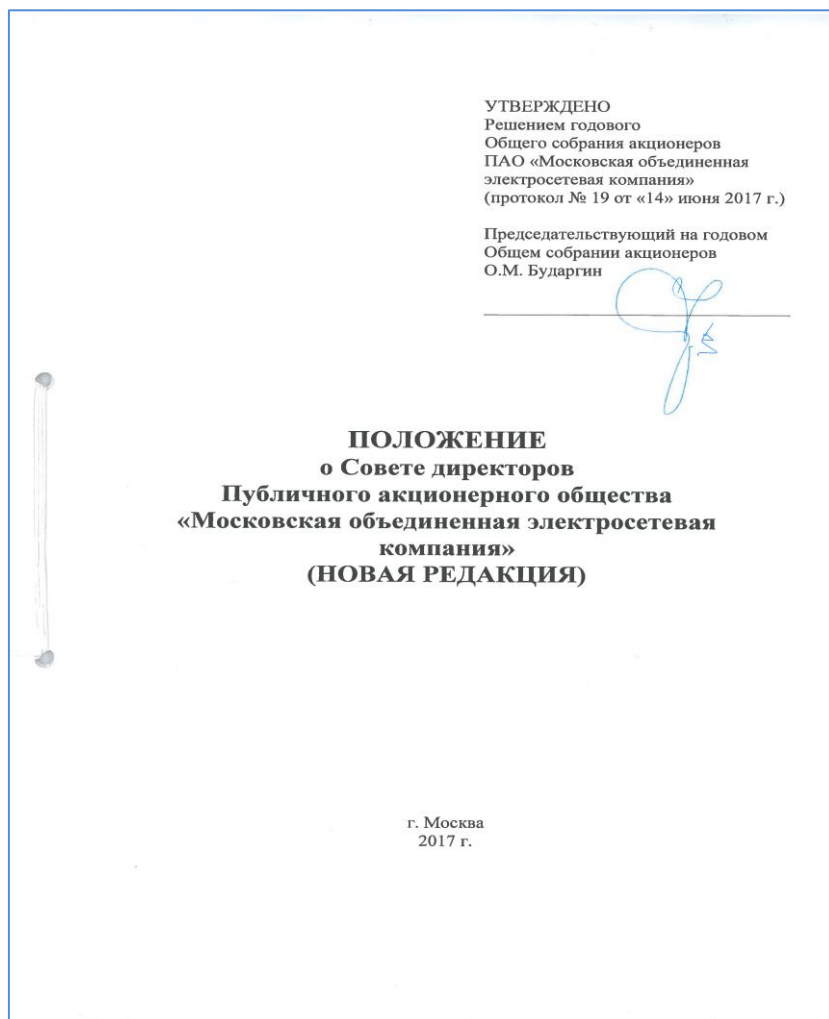 УТВЕРЖДЕНО
Решением годового
Общего собрания акционеров
ПАО «Московская объединенная
электросетевая компания»
(протокол № 19 от «14» июня 2017 г.)
Председательствующий на годовом
Общем собрании акционеров
О.М. Бударгин
ПОЛОЖЕНИЕ
о Совете директоров
Публичного акционерного общества
«Московская объединенная электросетевая
компания»
(НОВАЯ РЕДАКЦИЯ)
г. Москва
2017 г.